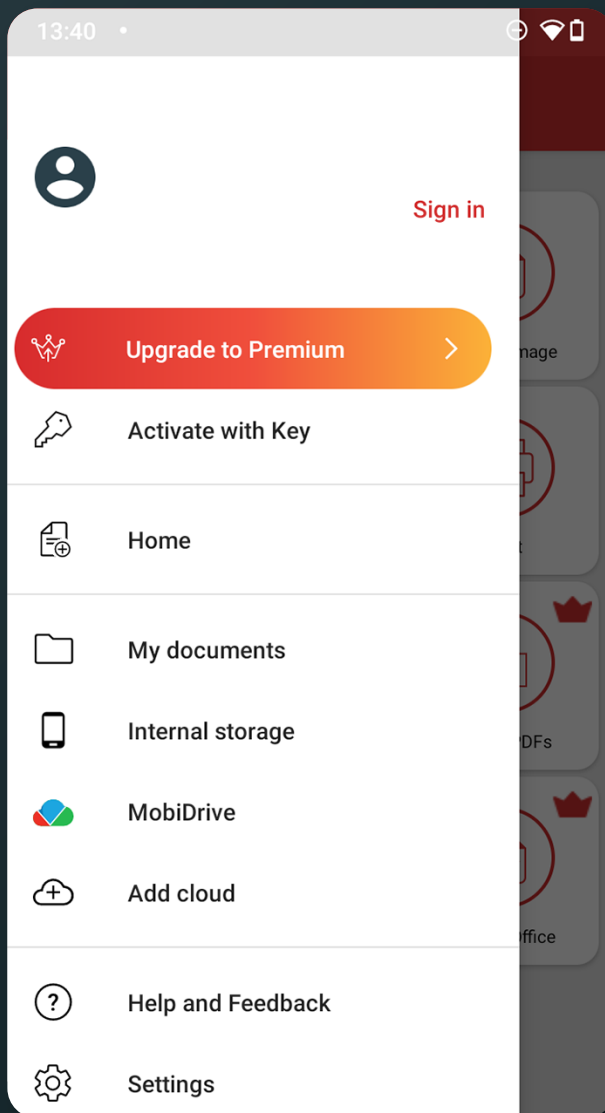 13:40
Sign in
Upgrade to Premium
Activate with Key
Home
My documents
Internal storage
MobiDrive
Add cloud
Help and Feedback
Settings